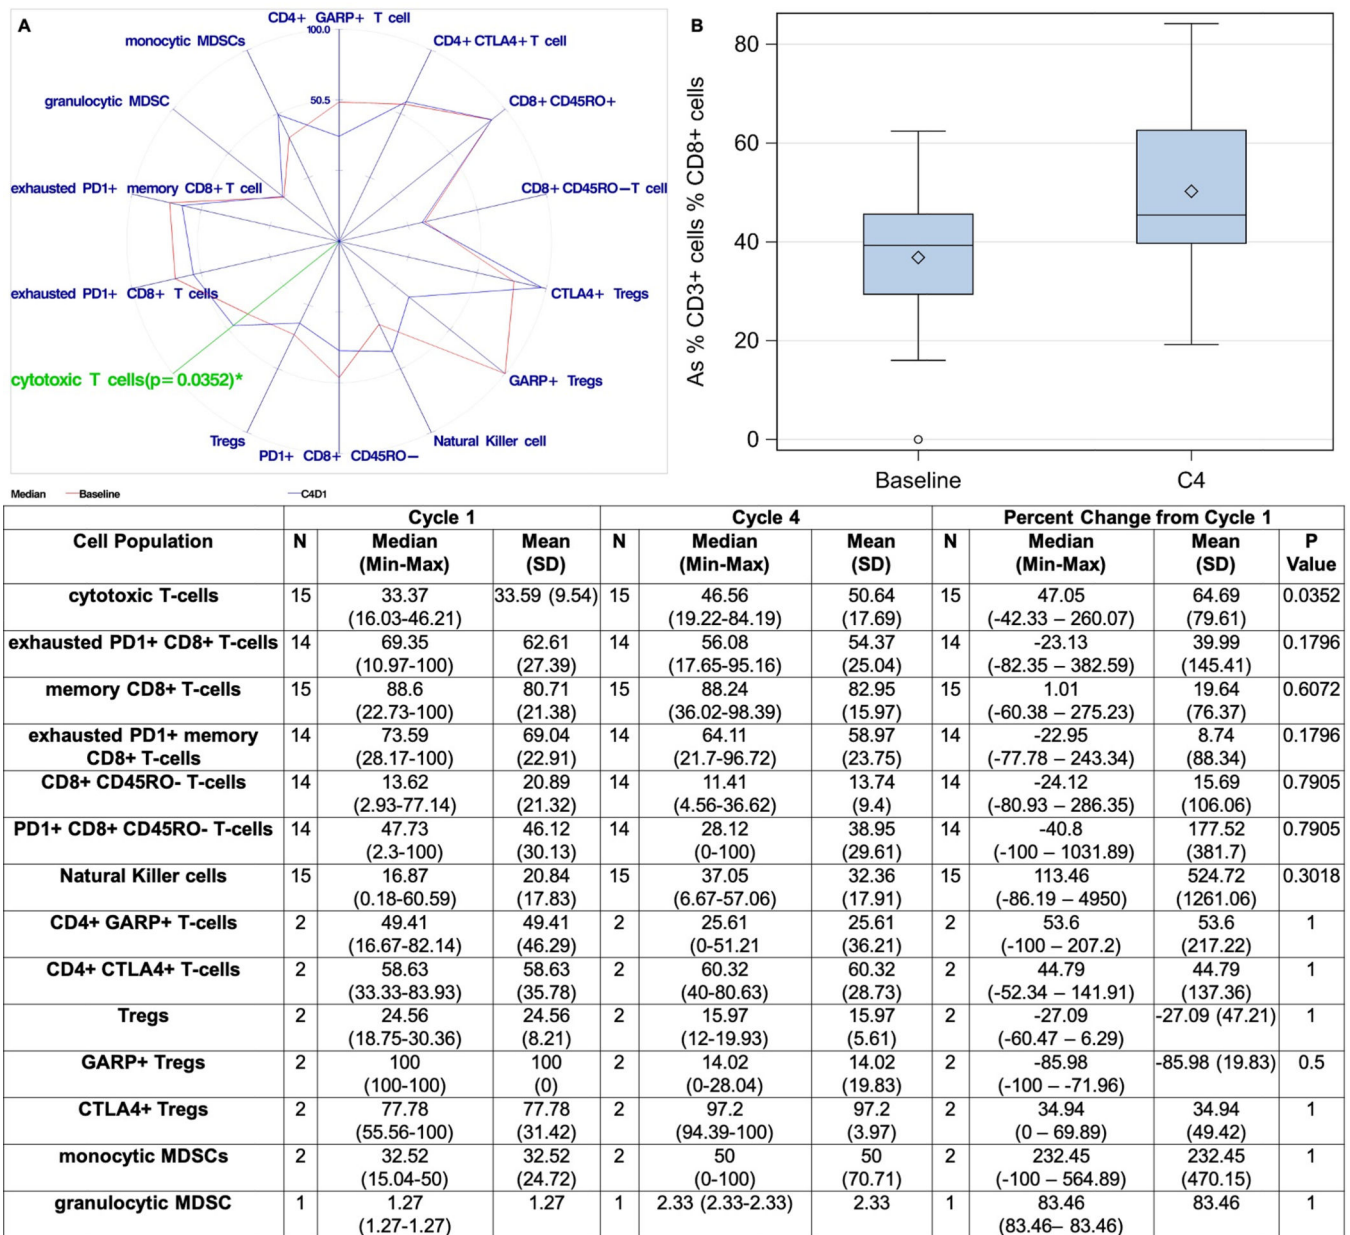 A
CD4+ GARP+ T cell
100.0
monocytic MDSCs
CD4+ CTLA4+ T cell
granulocytic MDSC
50.5
CD8+ CD45RO+
exhausted PD1+ memory CD8+ T cell
CD8+ CD45RO−T cell
exhausted PD1+ CD8+ T cells
CTLA4+ Tregs
cytotoxic T cells(p= 0.0352)*
GARP+ Tregs
Tregs
Natural Killer cell
PD1+ CD8+ CD45RO−
Median Baseline C4D1
B
As % CD3+ cells % CD8+ cells
80
60
40
20
0
Baseline C4
Cycle 1 Cycle 4 Percent Change from Cycle 1
Cell Population N Median Mean N Median Mean N Median Mean P
(Min-Max) (SD) (Min-Max) (SD) (Min-Max) (SD) Value
cytotoxic T-cells 15 33.37 33.59 (9.54) 15 46.56 50.64 15 47.05 64.69 0.0352
(16.03-46.21) (19.22-84.19) (17.69) (-42.33 – 260.07) (79.61)
exhausted PD1+ CD8+ T-cells 14 69.35 62.61 14 56.08 54.37 14 -23.13 39.99 0.1796
(10.97-100) (27.39) (17.65-95.16) (25.04) (-82.35 – 382.59) (145.41)
memory CD8+ T-cells 15 88.6 80.71 15 88.24 82.95 15 1.01 19.64 0.6072
(22.73-100) (21.38) (36.02-98.39) (15.97) (-60.38 – 275.23) (76.37)
exhausted PD1+ memory 14 73.59 69.04 14 64.11 58.97 14 -22.95 8.74 0.1796
CD8+ T-cells (28.17-100) (22.91) (21.7-96.72) (23.75) (-77.78 – 243.34) (88.34)
CD8+ CD45RO- T-cells 14 13.62 20.89 14 11.41 13.74 14 -24.12 15.69 0.7905
(2.93-77.14) (21.32) (4.56-36.62) (9.4) (-80.93 – 286.35) (106.06)
PD1+ CD8+ CD45RO- T-cells 14 47.73 46.12 14 28.12 38.95 14 -40.8 177.52 0.7905
(2.3-100) (30.13) (0-100) (29.61) (-100 – 1031.89) (381.7)
Natural Killer cells 15 16.87 20.84 15 37.05 32.36 15 113.46 524.72 0.3018
(0.18-60.59) (17.83) (6.67-57.06) (17.91) (-86.19 – 4950) (1261.06)
CD4+ GARP+ T-cells 2 49.41 49.41 2 25.61 25.61 2 53.6 53.6 1
(16.67-82.14) (46.29) (0-51.21 (36.21) (-100 – 207.2) (217.22)
CD4+ CTLA4+ T-cells 2 58.63 58.63 2 60.32 60.32 2 44.79 44.79 1
(33.33-83.93) (35.78) (40-80.63) (28.73) (-52.34 – 141.91) (137.36)
Tregs 2 24.56 24.56 2 15.97 15.97 2 -27.09 -27.09 (47.21) 1
(18.75-30.36) (8.21) (12-19.93) (5.61) (-60.47 – 6.29)
GARP+ Tregs 2 100 100 2 14.02 14.02 2 -85.98 -85.98 (19.83) 0.5
(100-100) (0) (0-28.04) (19.83) (-100 – -71.96)
CTLA4+ Tregs 2 77.78 77.78 2 97.2 97.2 2 34.94 34.94 1
(55.56-100) (31.42) (94.39-100) (3.97) (0 – 69.89) (49.42)
monocytic MDSCs 2 32.52 32.52 2 50 50 2 232.45 232.45 1
(15.04-50) (24.72) (0-100) (70.71) (-100 – 564.89) (470.15)
granulocytic MDSC 1 1.27 1.27 1 2.33 (2.33-2.33) 2.33 1 83.46 83.46 1
(1.27-1.27) (83.46– 83.46)